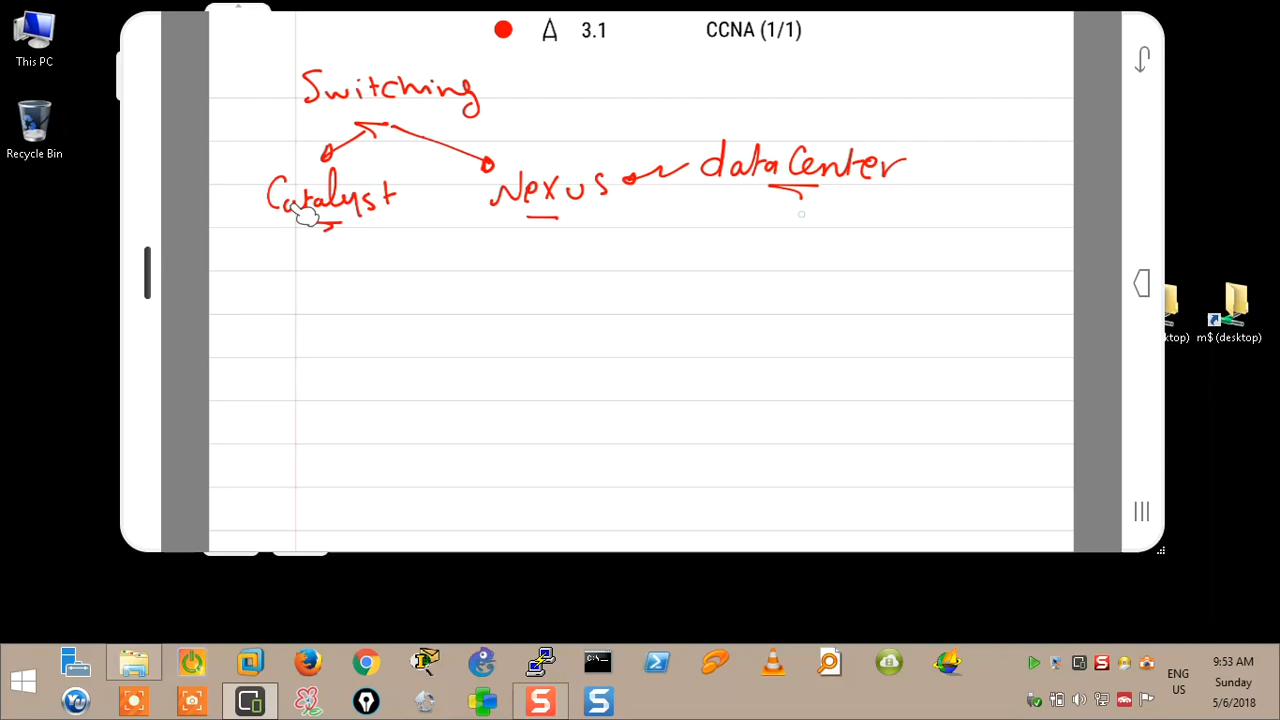 This PC
Recycle Bin
3.1
CCNA (1/1)
Switching
Catalyst
Nexus
data Center
ktop)
m$ (desktop)
9:53 AM
ENG
Sunday
US
5/6/2018